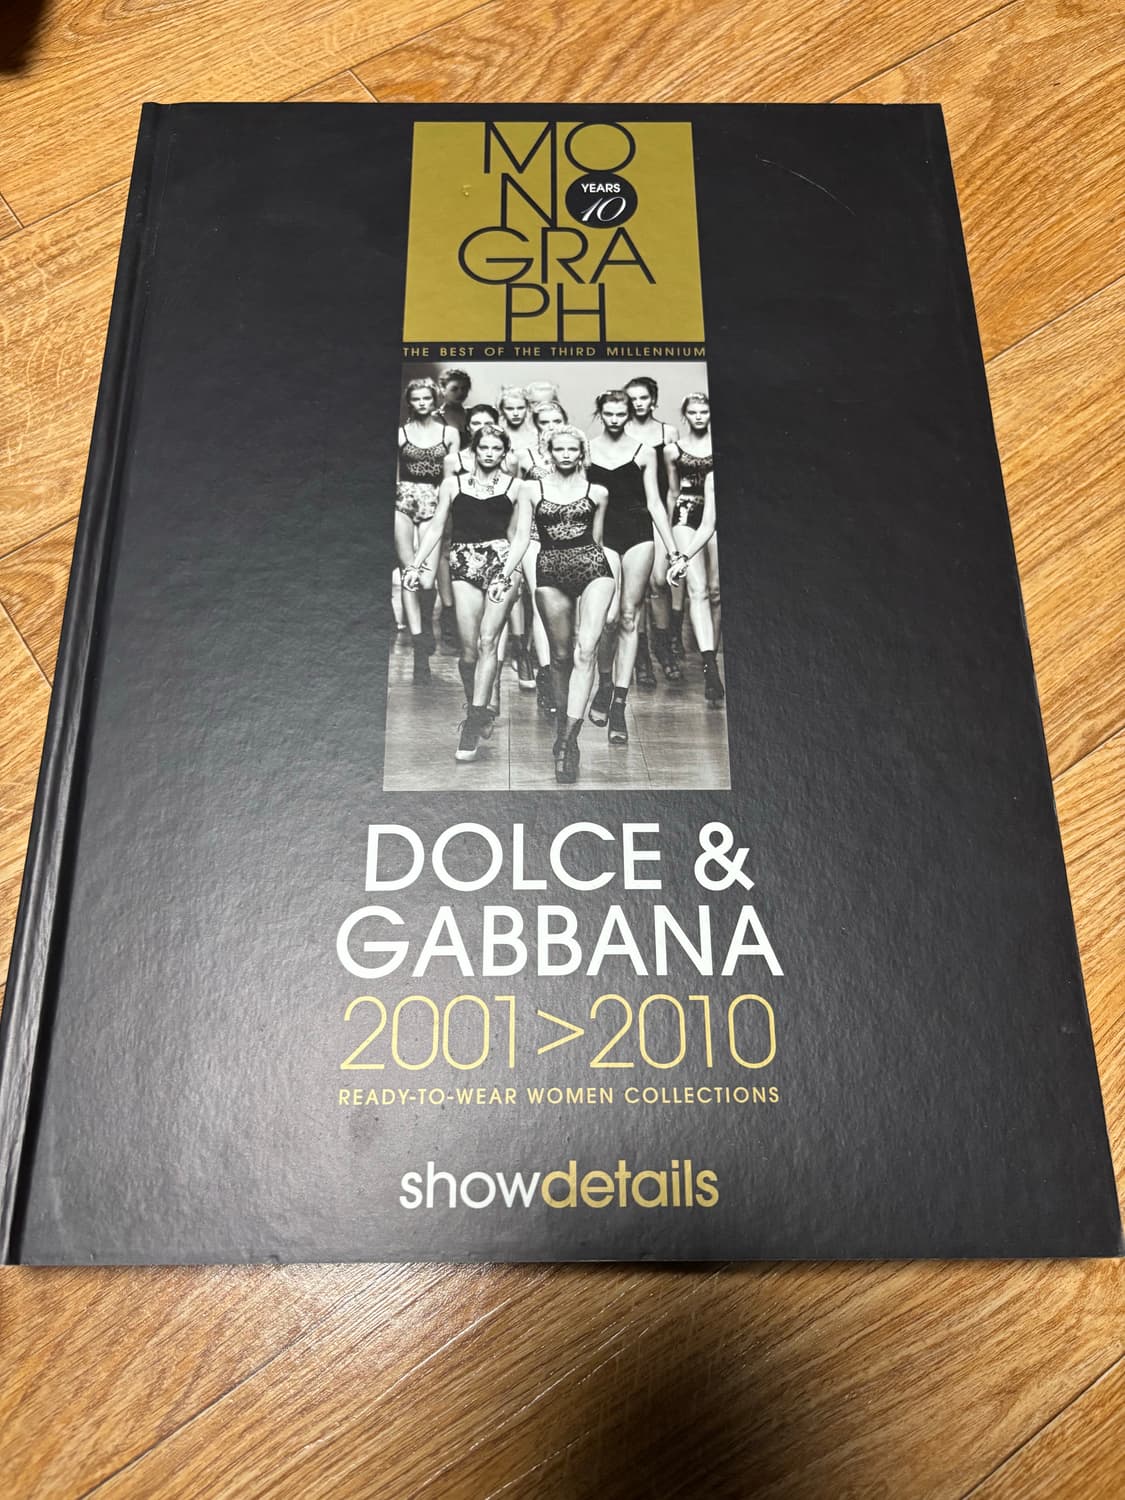 MO
N
YEARS
10
GRA
PH
THE BEST OF THE THIRD MILLENNIUM
DOLCE &
GABBANA
2001>2010
READY-TO-WEAR WOMEN COLLECTIONS
showdetails